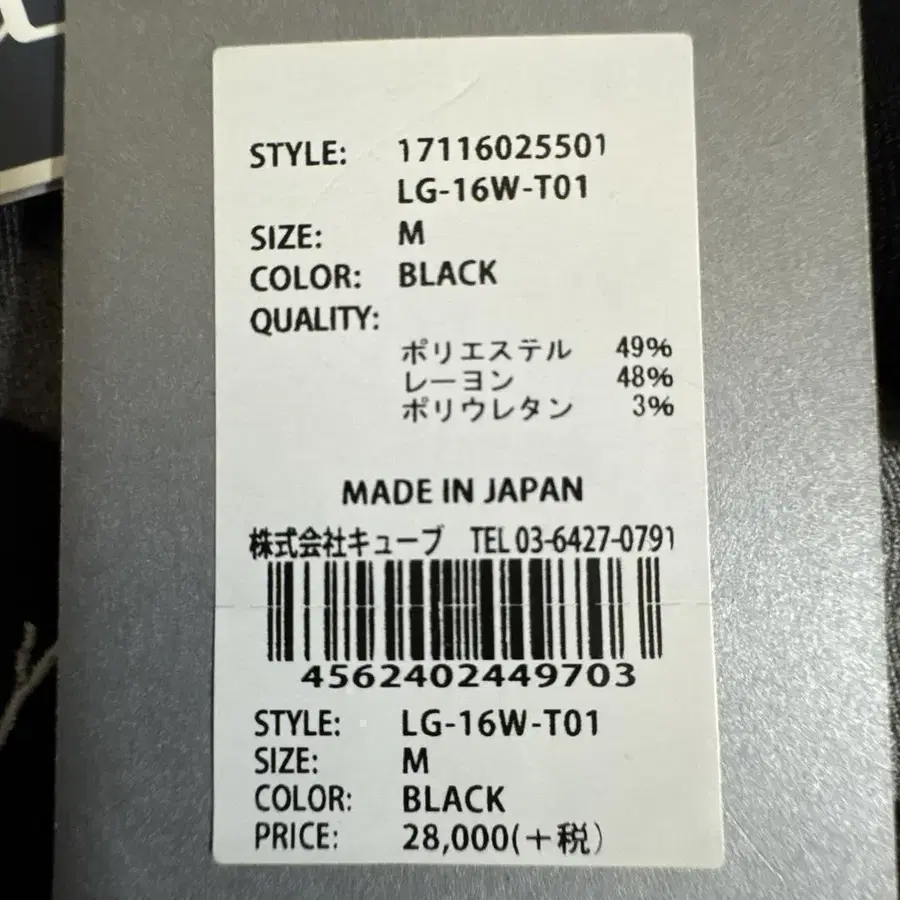 STYLE: 17116025501
LG-16W-T01
SIZE: M
COLOR: BLACK
QUALITY:
ポリエステル 49%
レーヨン 48%
ポリウレタン 3%
MADE IN JAPAN
株式会社キューブ TEL 03-6427-0791
4562402449703
STYLE: LG-16W-T01
SIZE: M
COLOR: BLACK
PRICE: 28,000(+税)